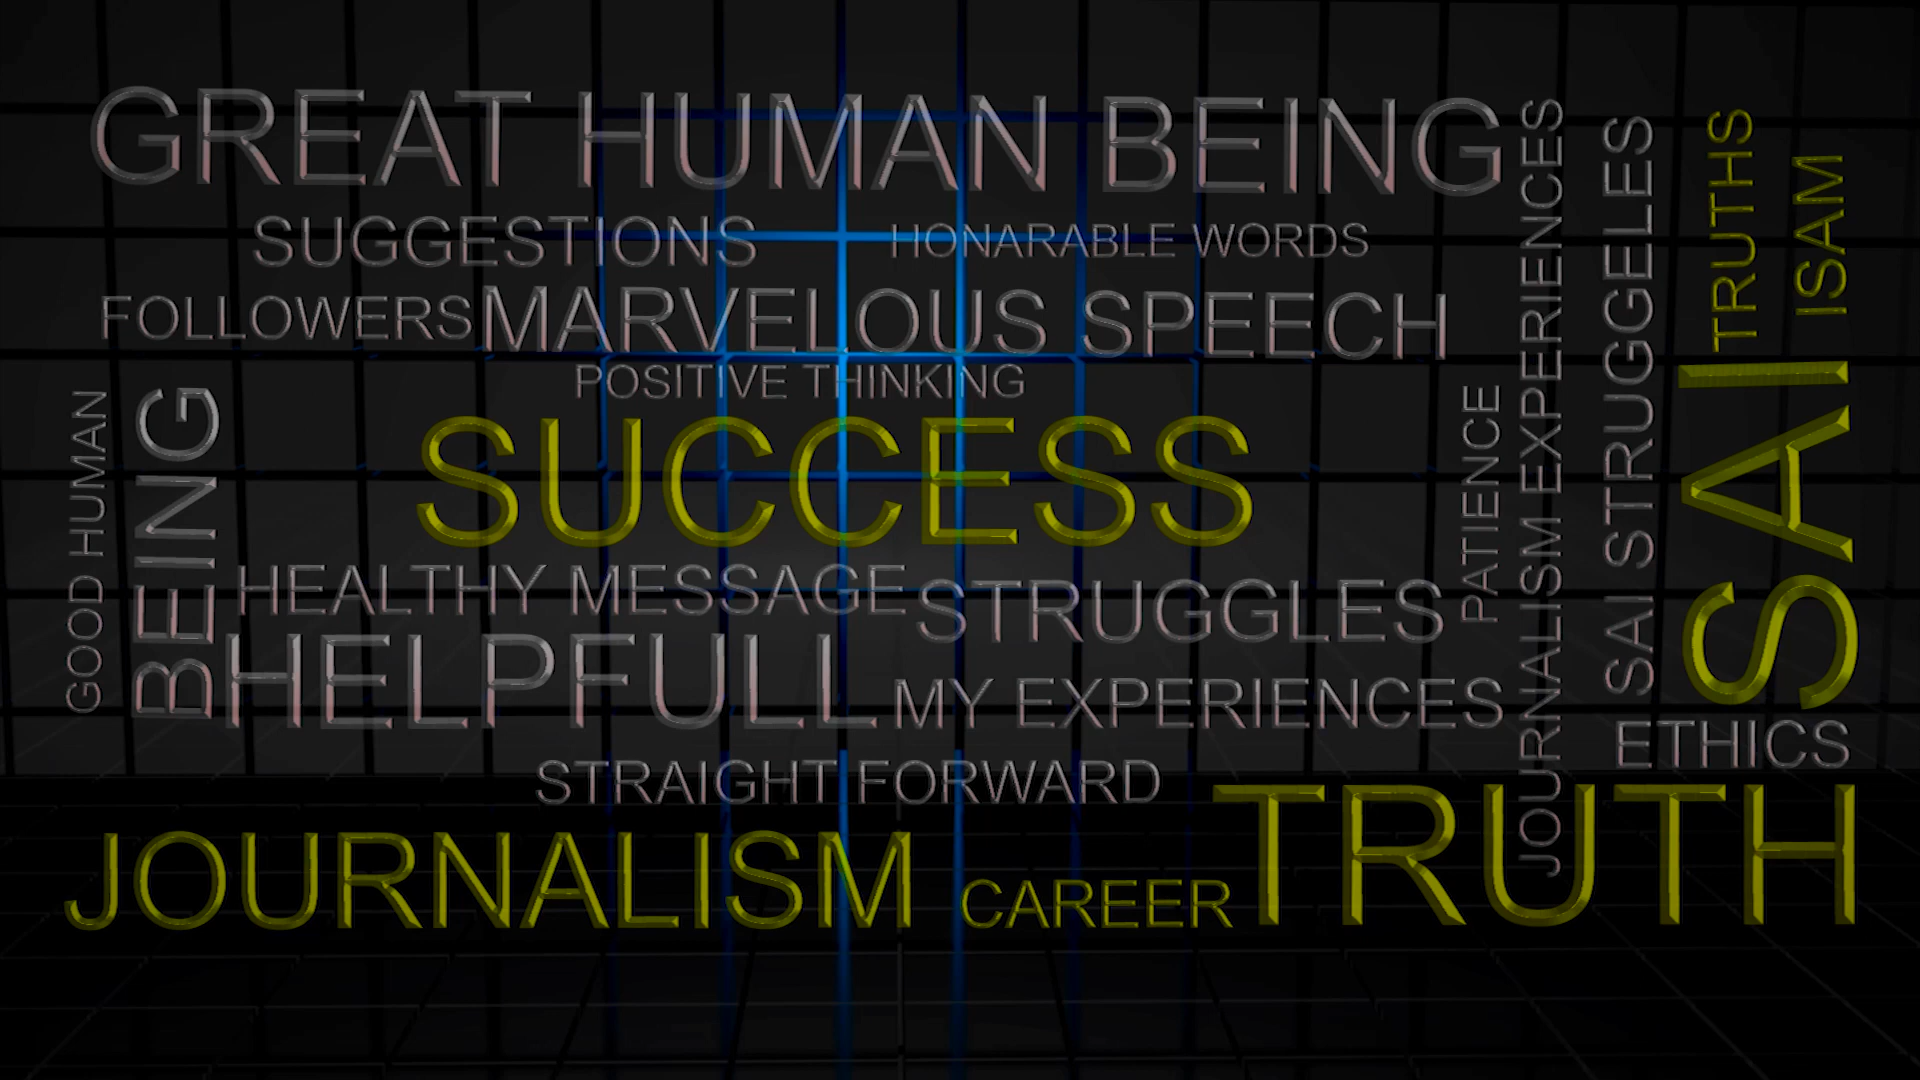 GREAT HUMAN BEING
SUGGESTIONS
HONARABLE WORDS
FOLLOWERS
MARVELOUS SPEECH
POSITIVE THINKING
SUCCESS
GOOD HUMAN
BEING
HEALTHY MESSAGE
STRUGGLES
HELPFULL
MY EXPERIENCES
STRAIGHT FORWARD
JOURNALISM
CAREER
TRUTH
PATIENCE
JOURNALISM EXPERIENCES
SAI STRUGGELES
TRUTHS
ISAM
SAI
ETHICS